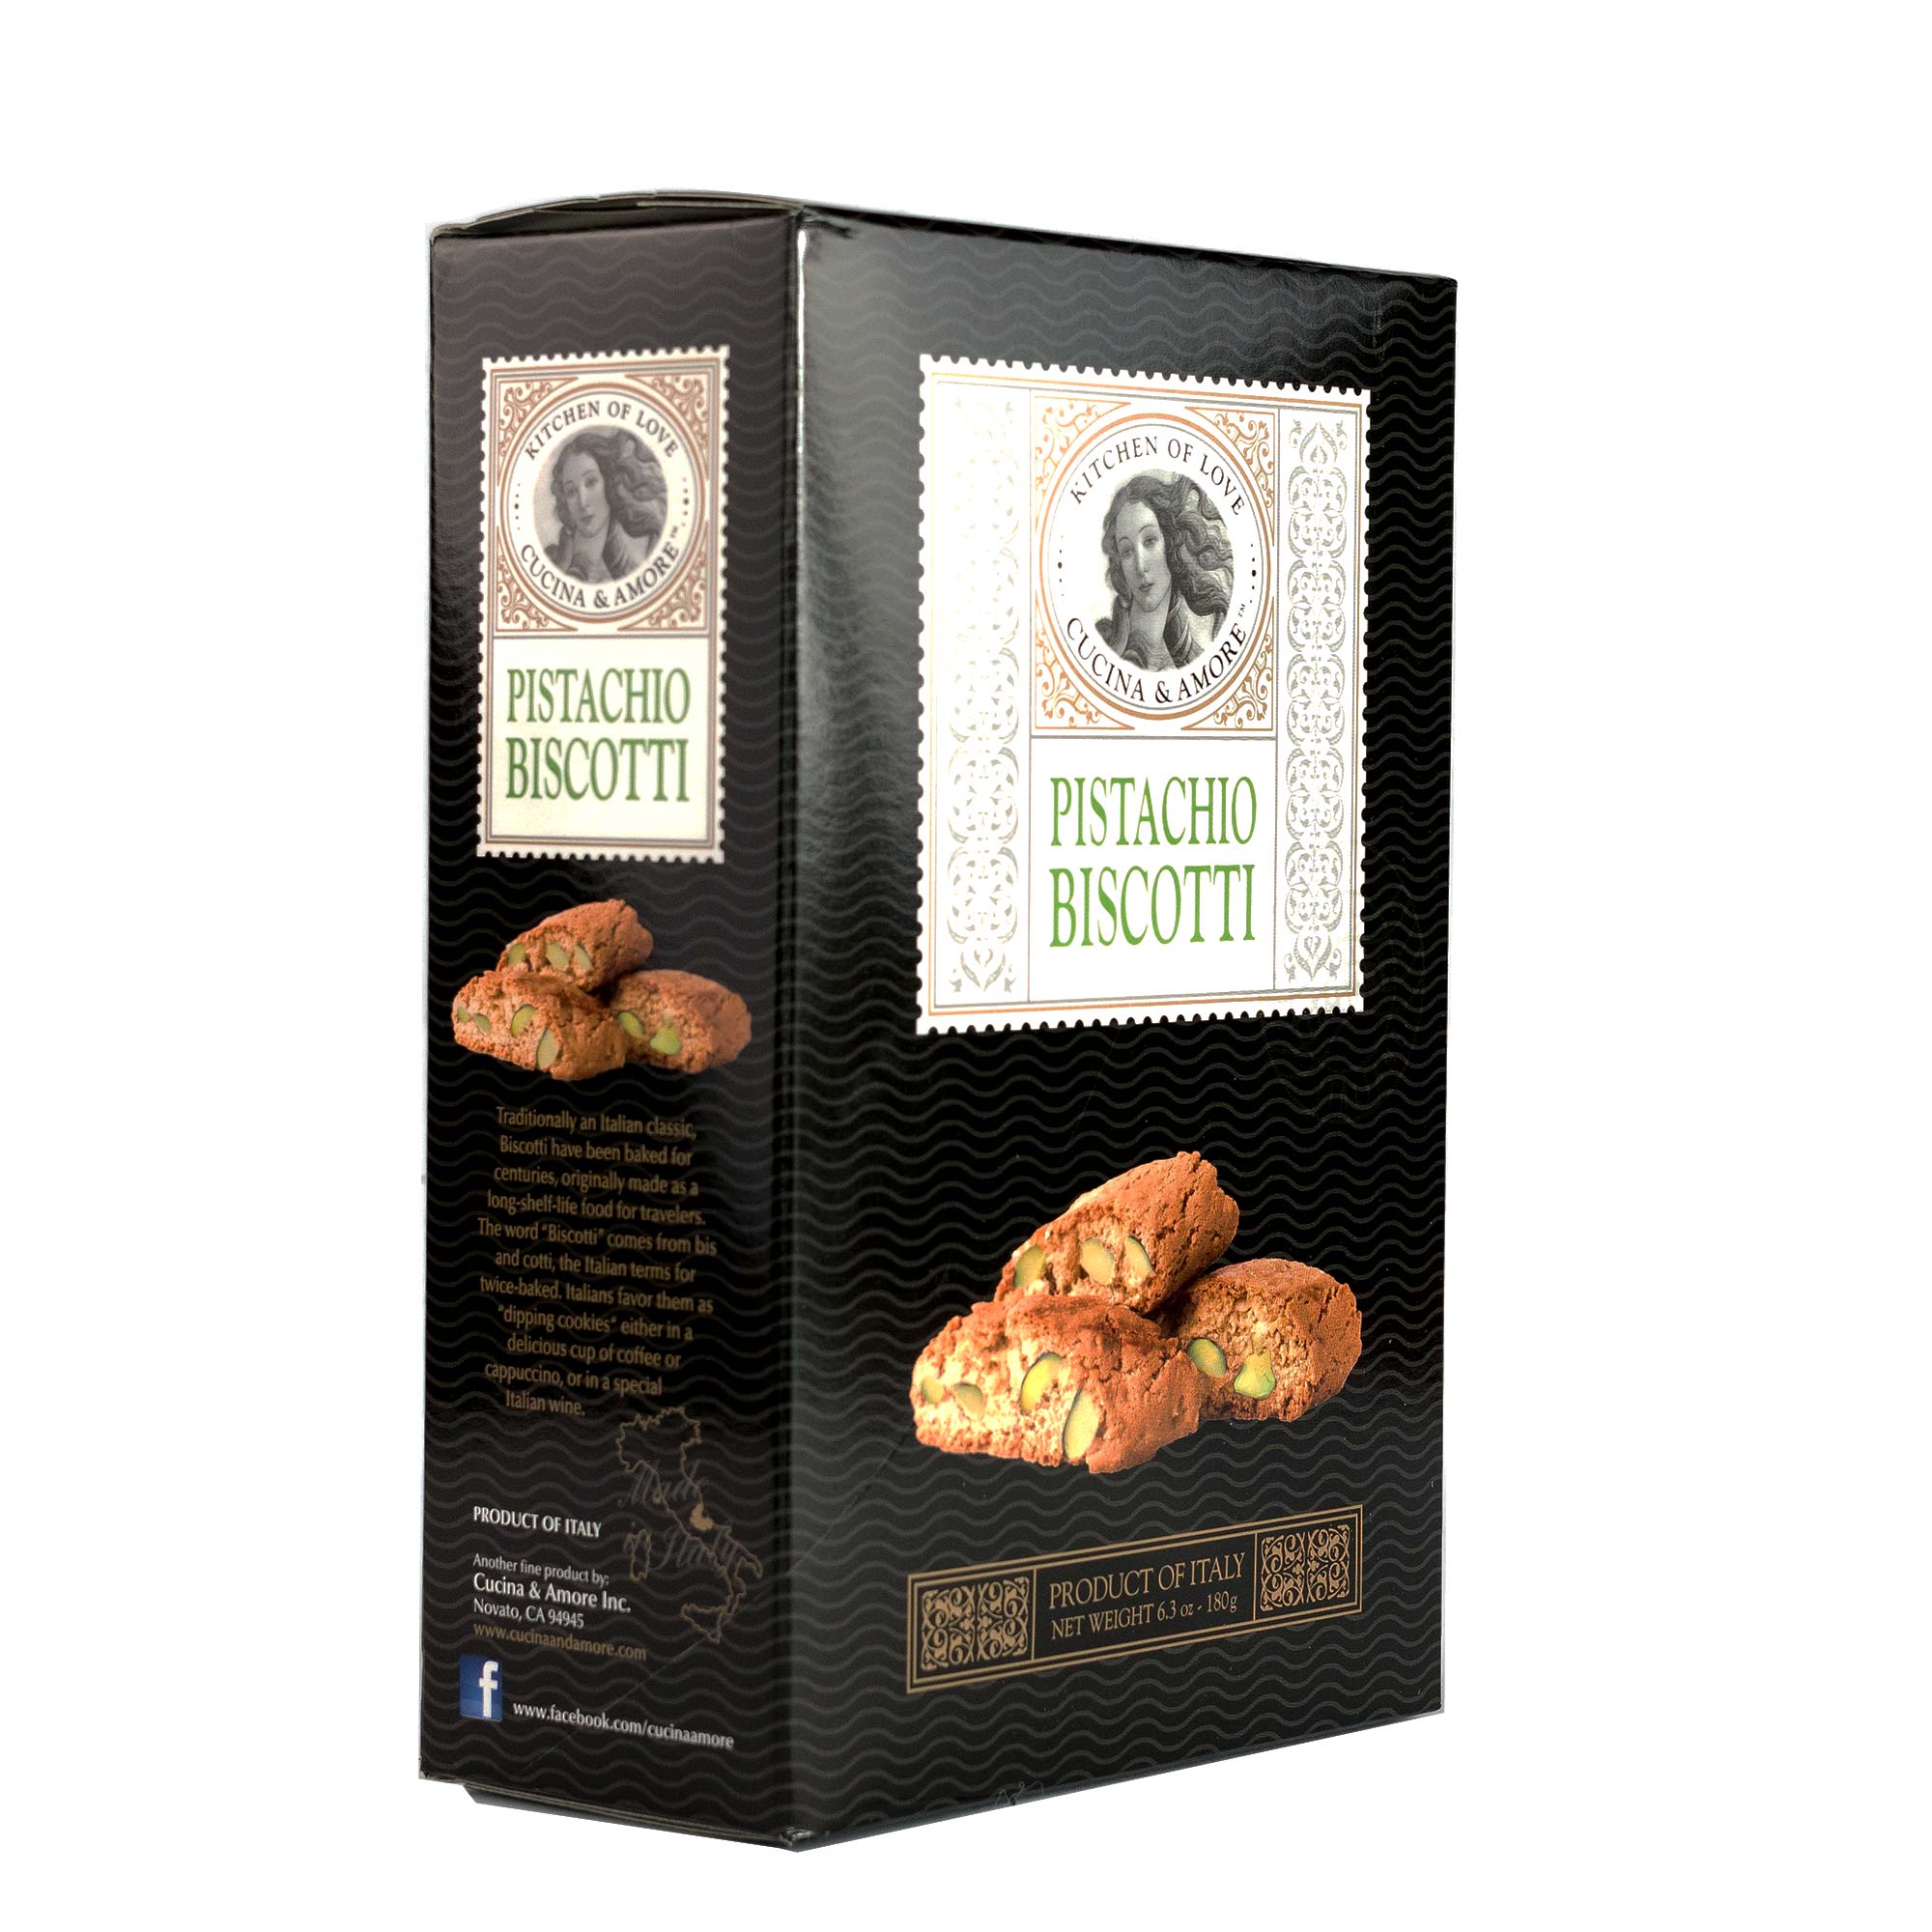 KITCHEN OF LOVE
CUCINA & AMORE™
PISTACHIO
BISCOTTI
Traditionally an Italian classic,
Biscotti have been baked for
centuries, originally made as a
long-shelf-life food for travelers.
The word "Biscotti" comes from bis
and cotti, the Italian terms for
twice-baked. Italians favor them as
"dipping cookies" either in a
delicious cup of coffee or
cappuccino, or in a special
Italian wine.
Made
in Italy
PRODUCT OF ITALY
Another fine product by:
Cucina & Amore Inc.
Novato, CA 94945
www.cucinaandamore.com
f
www.facebook.com/cucinaamore
KITCHEN OF LOVE
CUCINA & AMORE™
PISTACHIO
BISCOTTI
PRODUCT OF ITALY
NET WEIGHT 6.3 oz - 180g